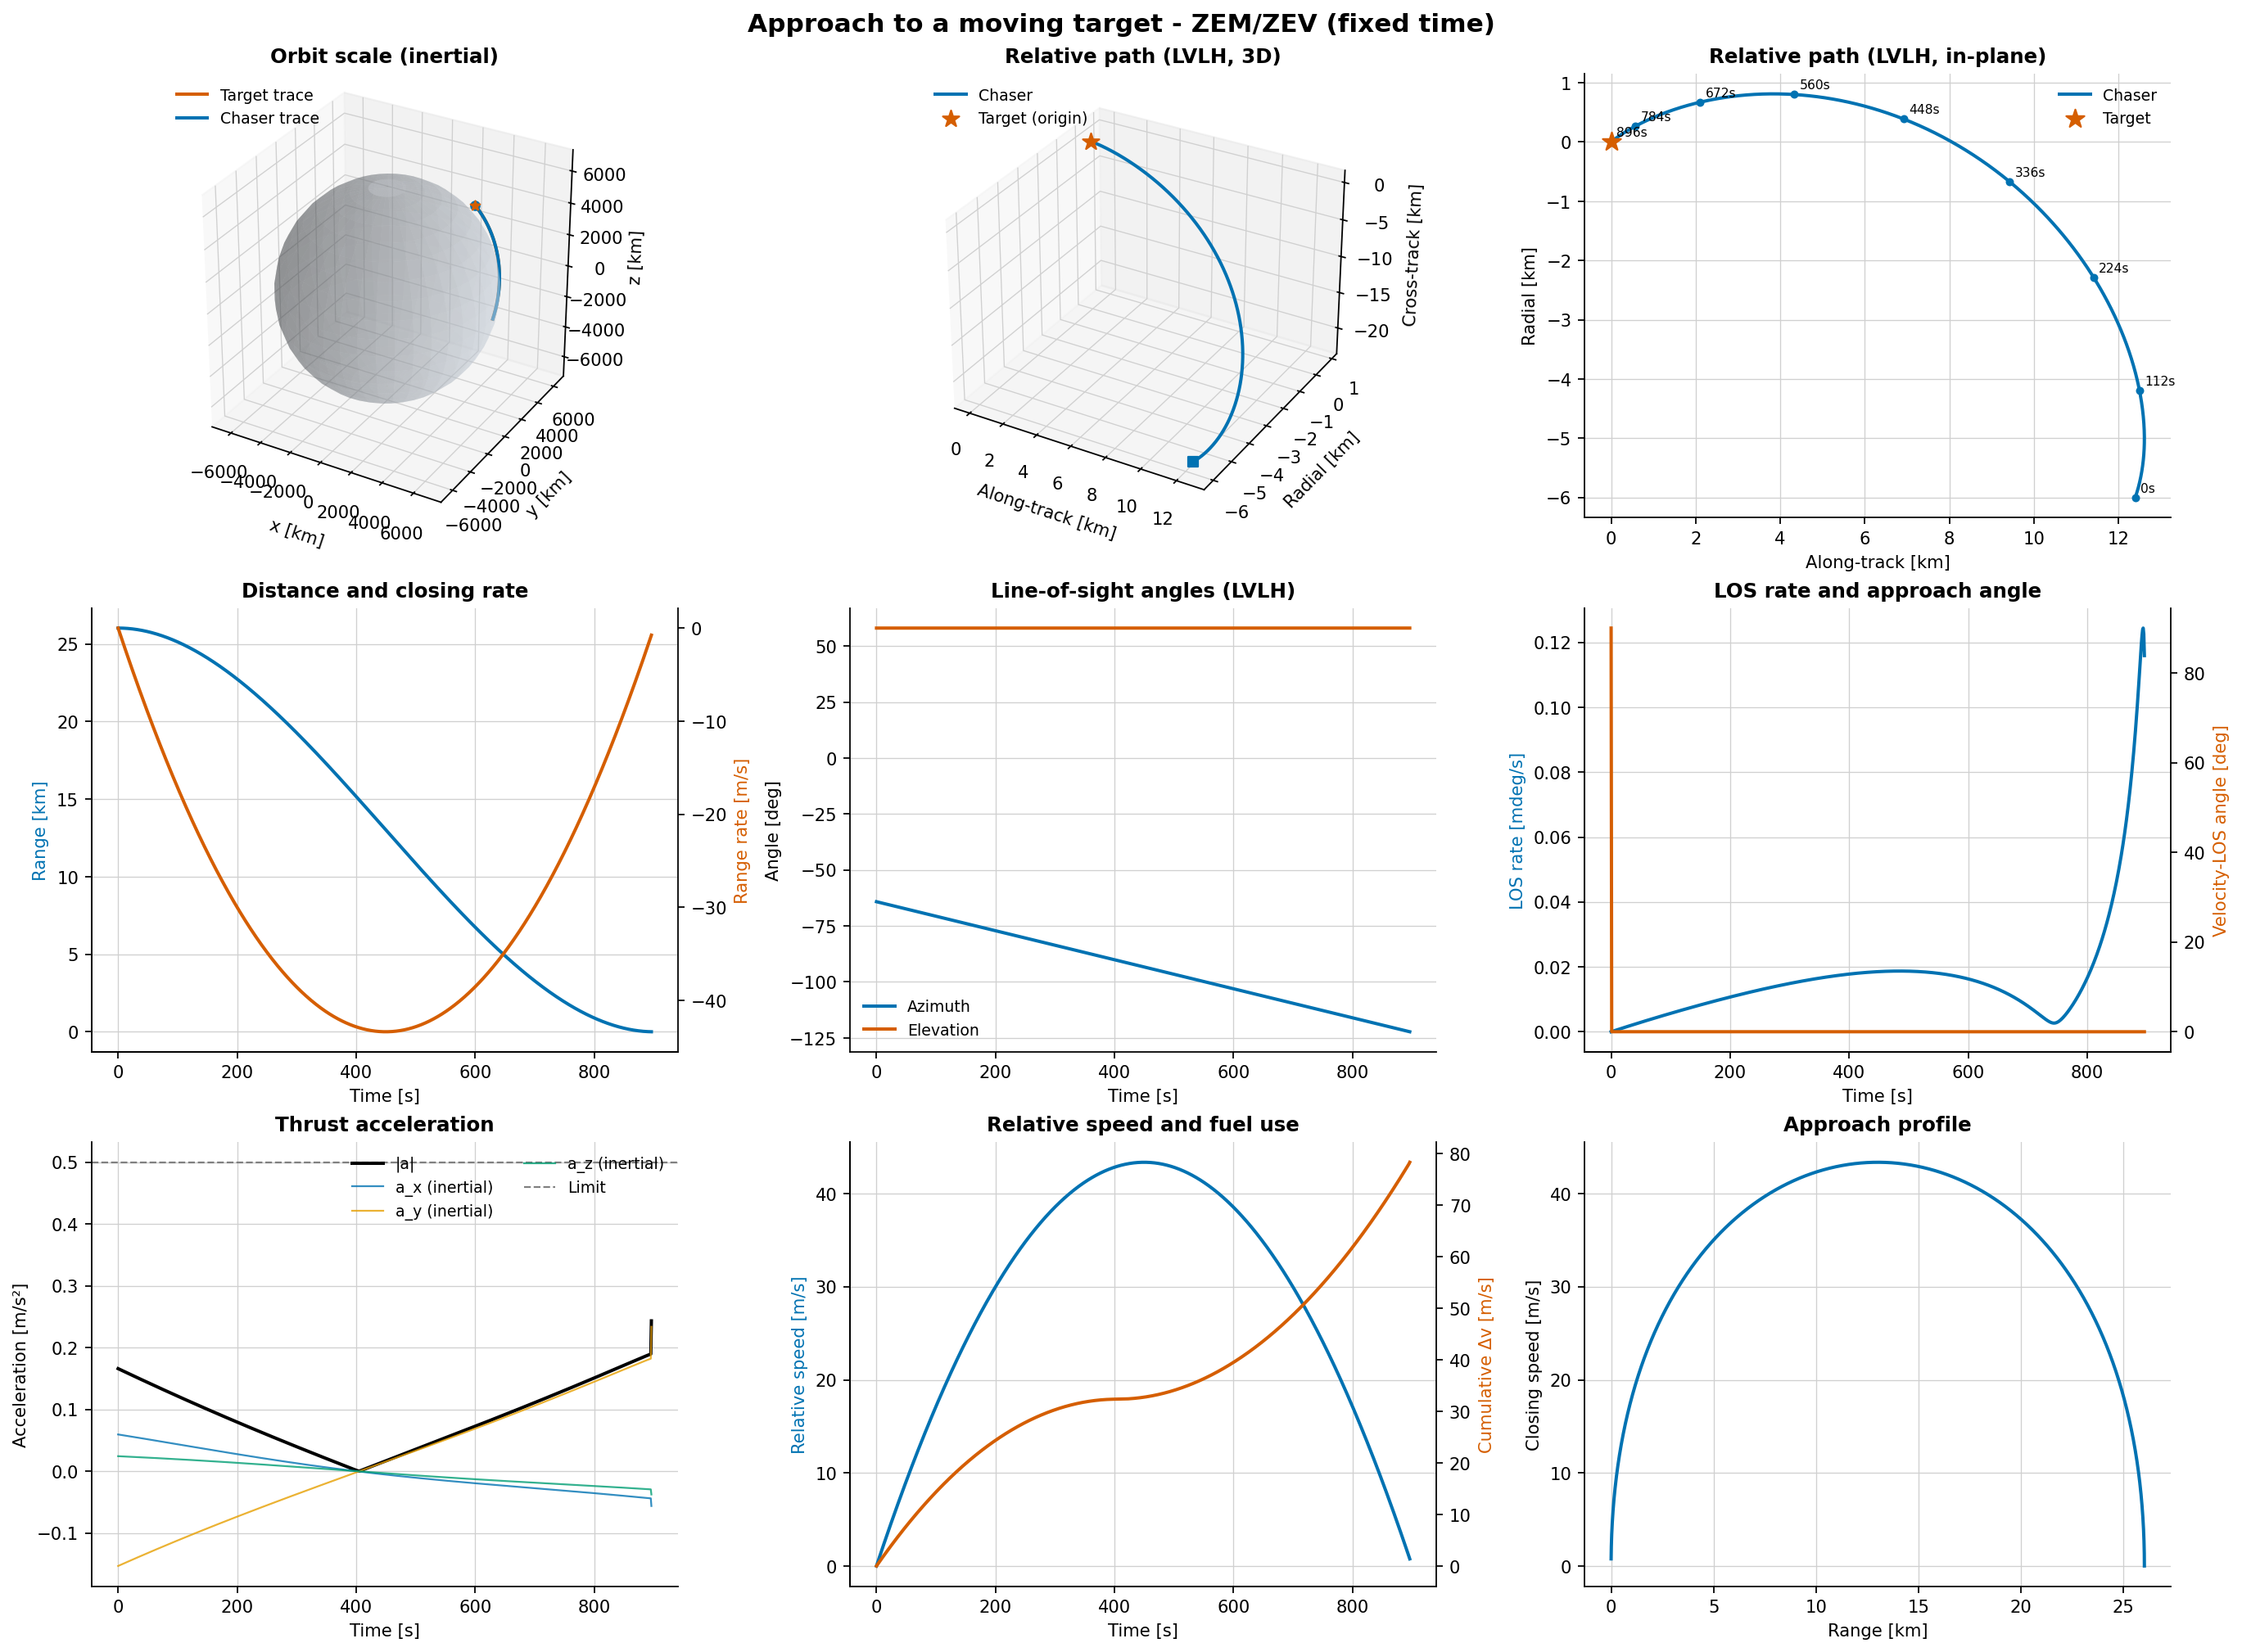 Approach to a moving target - ZEM/ZEV (fixed time)
Orbit scale (inertial)
Target trace
Chaser trace
6000
4000
2000
0
−2000
−4000
−6000
z [km]
−6000
−4000
−2000
0
2000
4000
6000
x [km]
6000
4000
2000
0
−2000
−4000
−6000
y [km]
Relative path (LVLH, 3D)
Chaser
Target (origin)
0
−5
−10
−15
−20
Cross-track [km]
0
2
4
6
8
10
12
Along-track [km]
1
0
−1
−2
−3
−4
−5
−6
Radial [km]
Relative path (LVLH, in-plane)
Chaser
Target
1
0
−1
−2
−3
−4
−5
−6
Radial [km]
896s
784s
672s
560s
448s
336s
224s
112s
0s
0 2 4 6 8 10 12
Along-track [km]
Distance and closing rate
25
20
15
10
5
0
Range [km]
0
−10
−20
−30
−40
Range rate [m/s]
0 200 400 600 800
Time [s]
Line-of-sight angles (LVLH)
50
25
0
−25
−50
−75
−100
−125
Angle [deg]
Azimuth
Elevation
0 200 400 600 800
Time [s]
LOS rate and approach angle
0.12
0.10
0.08
0.06
0.04
0.02
0.00
LOS rate [mdeg/s]
80
60
40
20
0
Velocity-LOS angle [deg]
0 200 400 600 800
Time [s]
Thrust acceleration
0.5
0.4
0.3
0.2
0.1
0.0
−0.1
Acceleration [m/s²]
|a|
a_x (inertial)
a_y (inertial)
a_z (inertial)
Limit
0 200 400 600 800
Time [s]
Relative speed and fuel use
40
30
20
10
0
Relative speed [m/s]
80
70
60
50
40
30
20
10
0
Cumulative Δv [m/s]
0 200 400 600 800
Time [s]
Approach profile
40
30
20
10
0
Closing speed [m/s]
0 5 10 15 20 25
Range [km]